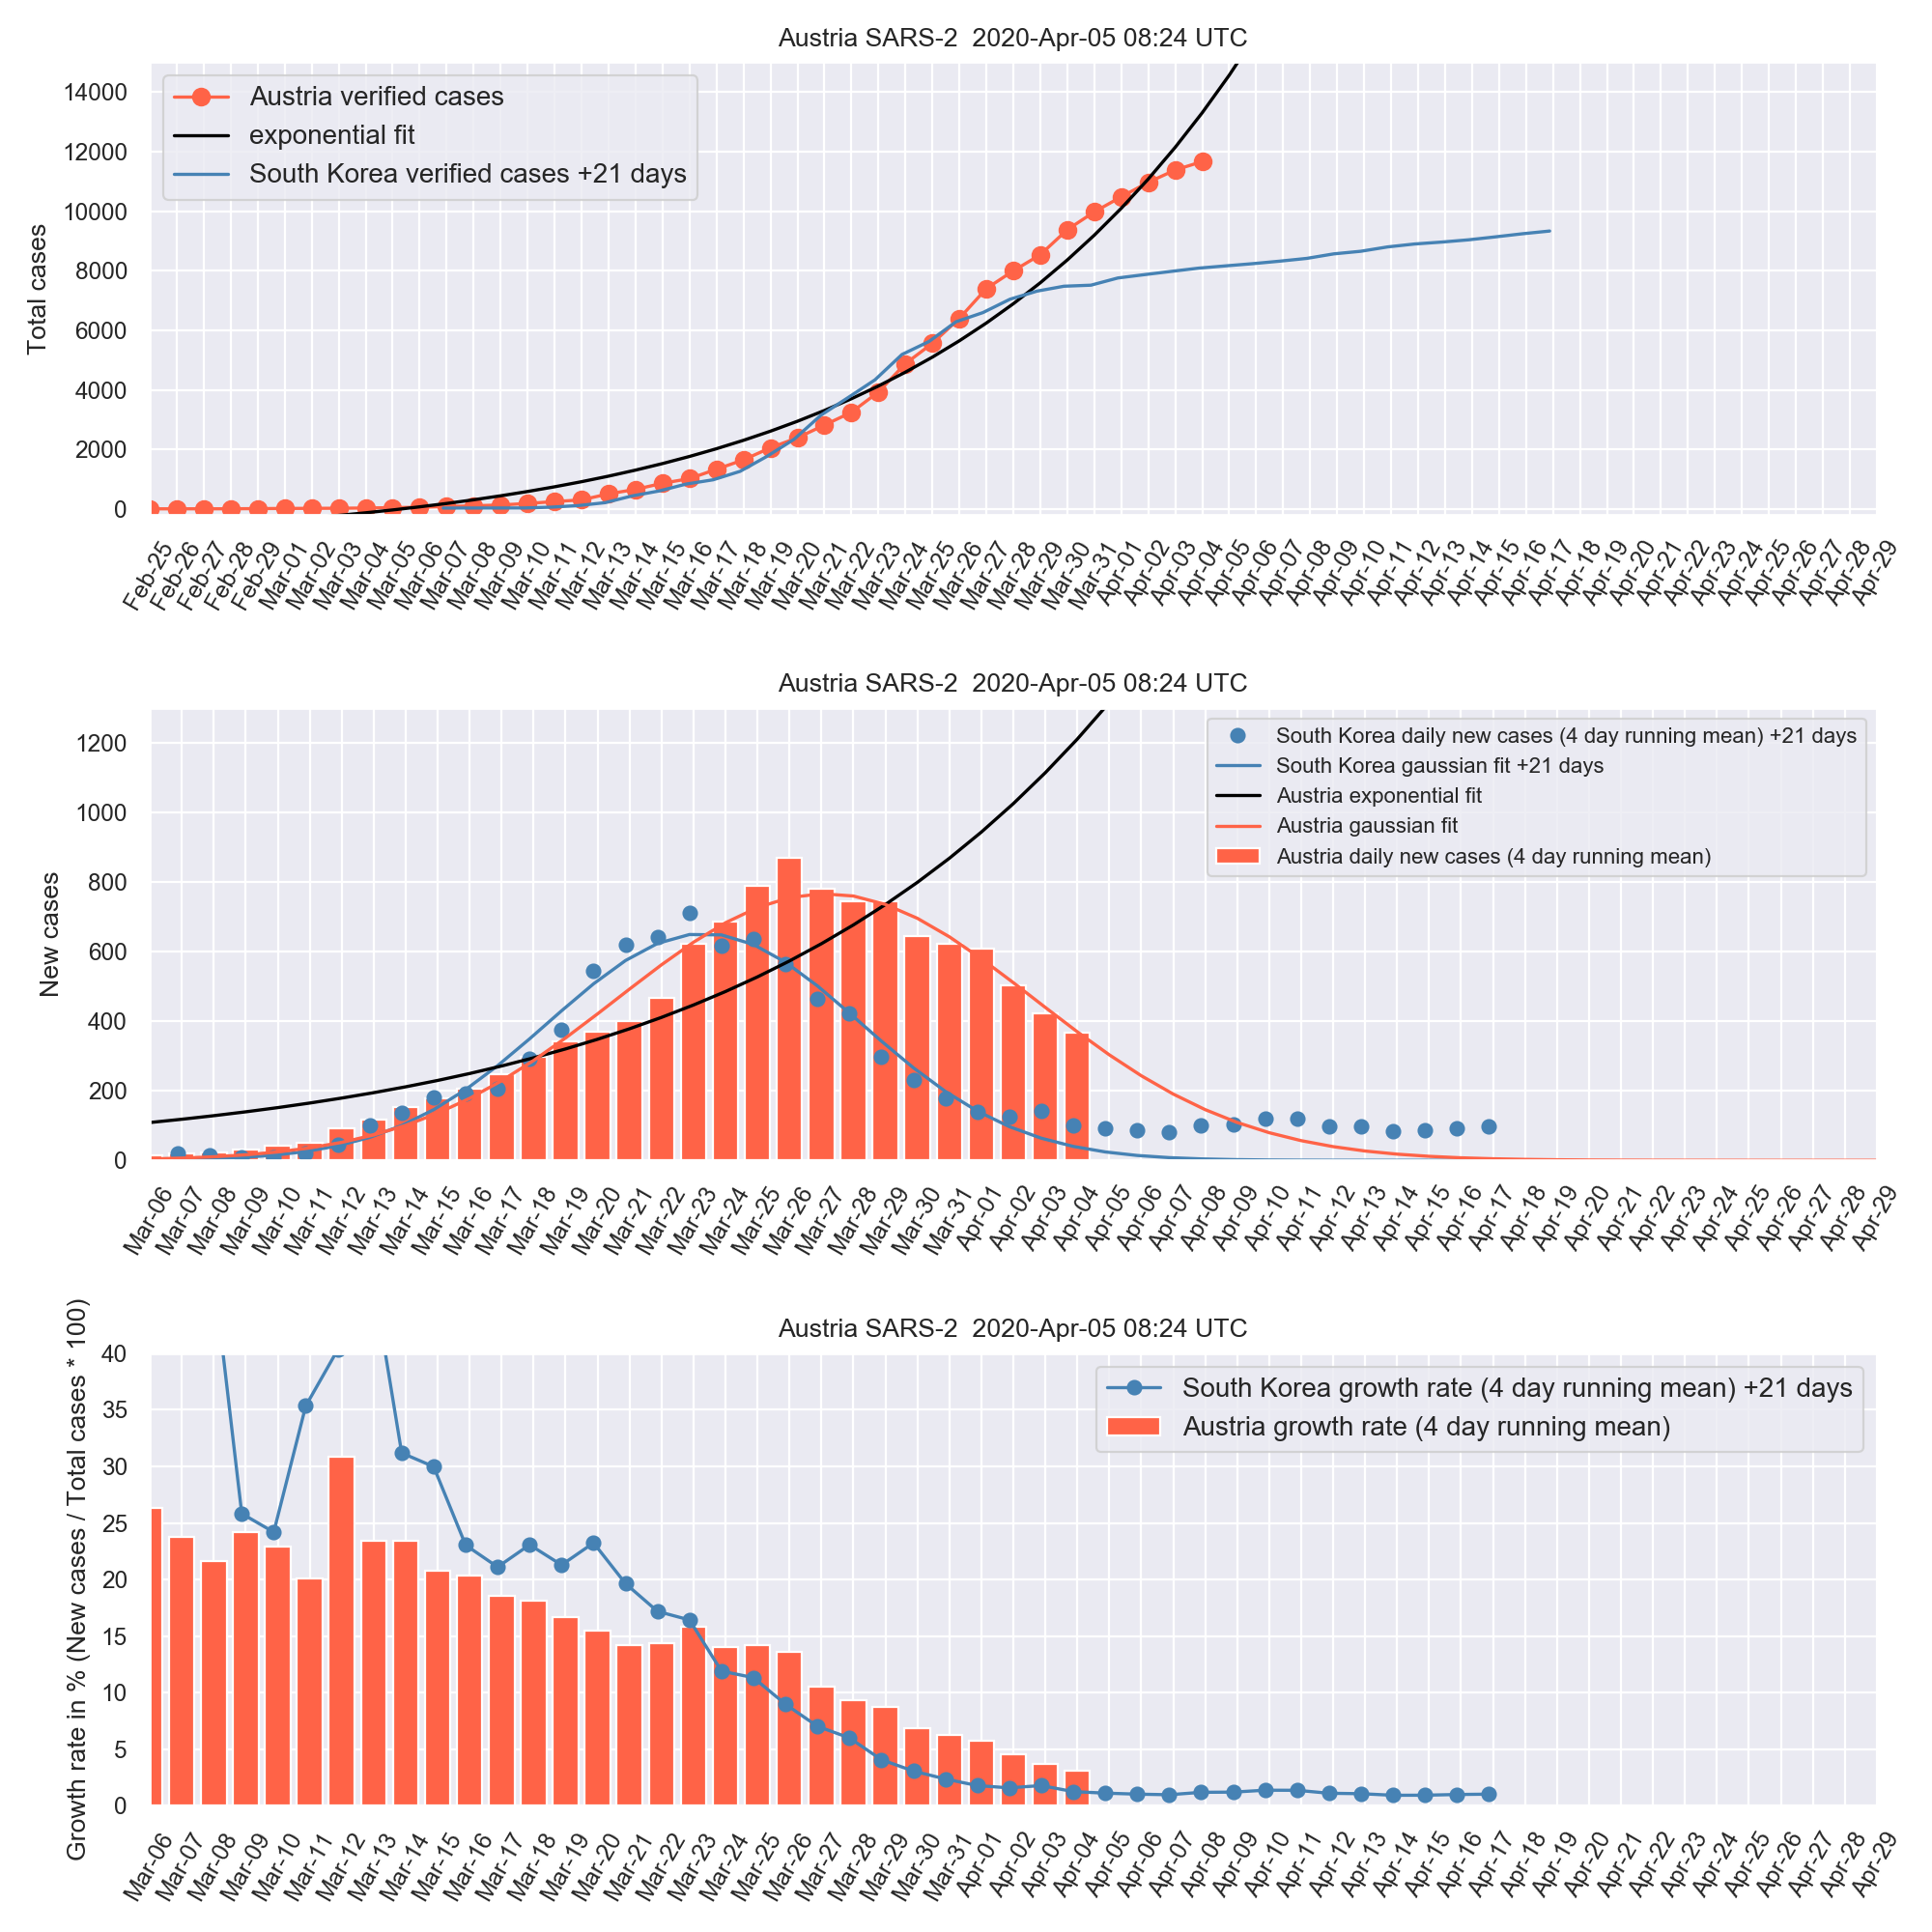 Austria SARS-2  2020-Apr-05 08:24 UTC
Total cases
14000
12000
10000
8000
6000
4000
2000
0
Austria verified cases
exponential fit
South Korea verified cases +21 days
Feb-25 Feb-26 Feb-27 Feb-28 Feb-29 Mar-01 Mar-02 Mar-03 Mar-04 Mar-05 Mar-06 Mar-07 Mar-08 Mar-09 Mar-10 Mar-11 Mar-12 Mar-13 Mar-14 Mar-15 Mar-16 Mar-17 Mar-18 Mar-19 Mar-20 Mar-21 Mar-22 Mar-23 Mar-24 Mar-25 Mar-26 Mar-27 Mar-28 Mar-29 Mar-30 Mar-31 Apr-01 Apr-02 Apr-03 Apr-04 Apr-05 Apr-06 Apr-07 Apr-08 Apr-09 Apr-10 Apr-11 Apr-12 Apr-13 Apr-14 Apr-15 Apr-16 Apr-17 Apr-18 Apr-19 Apr-20 Apr-21 Apr-22 Apr-23 Apr-24 Apr-25 Apr-26 Apr-27 Apr-28 Apr-29
Austria SARS-2  2020-Apr-05 08:24 UTC
New cases
1200
1000
800
600
400
200
0
South Korea daily new cases (4 day running mean) +21 days
South Korea gaussian fit +21 days
Austria exponential fit
Austria gaussian fit
Austria daily new cases (4 day running mean)
Mar-06 Mar-07 Mar-08 Mar-09 Mar-10 Mar-11 Mar-12 Mar-13 Mar-14 Mar-15 Mar-16 Mar-17 Mar-18 Mar-19 Mar-20 Mar-21 Mar-22 Mar-23 Mar-24 Mar-25 Mar-26 Mar-27 Mar-28 Mar-29 Mar-30 Mar-31 Apr-01 Apr-02 Apr-03 Apr-04 Apr-05 Apr-06 Apr-07 Apr-08 Apr-09 Apr-10 Apr-11 Apr-12 Apr-13 Apr-14 Apr-15 Apr-16 Apr-17 Apr-18 Apr-19 Apr-20 Apr-21 Apr-22 Apr-23 Apr-24 Apr-25 Apr-26 Apr-27 Apr-28 Apr-29
Austria SARS-2  2020-Apr-05 08:24 UTC
Growth rate in % (New cases / Total cases * 100)
40
35
30
25
20
15
10
5
0
South Korea growth rate (4 day running mean) +21 days
Austria growth rate (4 day running mean)
Mar-06 Mar-07 Mar-08 Mar-09 Mar-10 Mar-11 Mar-12 Mar-13 Mar-14 Mar-15 Mar-16 Mar-17 Mar-18 Mar-19 Mar-20 Mar-21 Mar-22 Mar-23 Mar-24 Mar-25 Mar-26 Mar-27 Mar-28 Mar-29 Mar-30 Mar-31 Apr-01 Apr-02 Apr-03 Apr-04 Apr-05 Apr-06 Apr-07 Apr-08 Apr-09 Apr-10 Apr-11 Apr-12 Apr-13 Apr-14 Apr-15 Apr-16 Apr-17 Apr-18 Apr-19 Apr-20 Apr-21 Apr-22 Apr-23 Apr-24 Apr-25 Apr-26 Apr-27 Apr-28 Apr-29